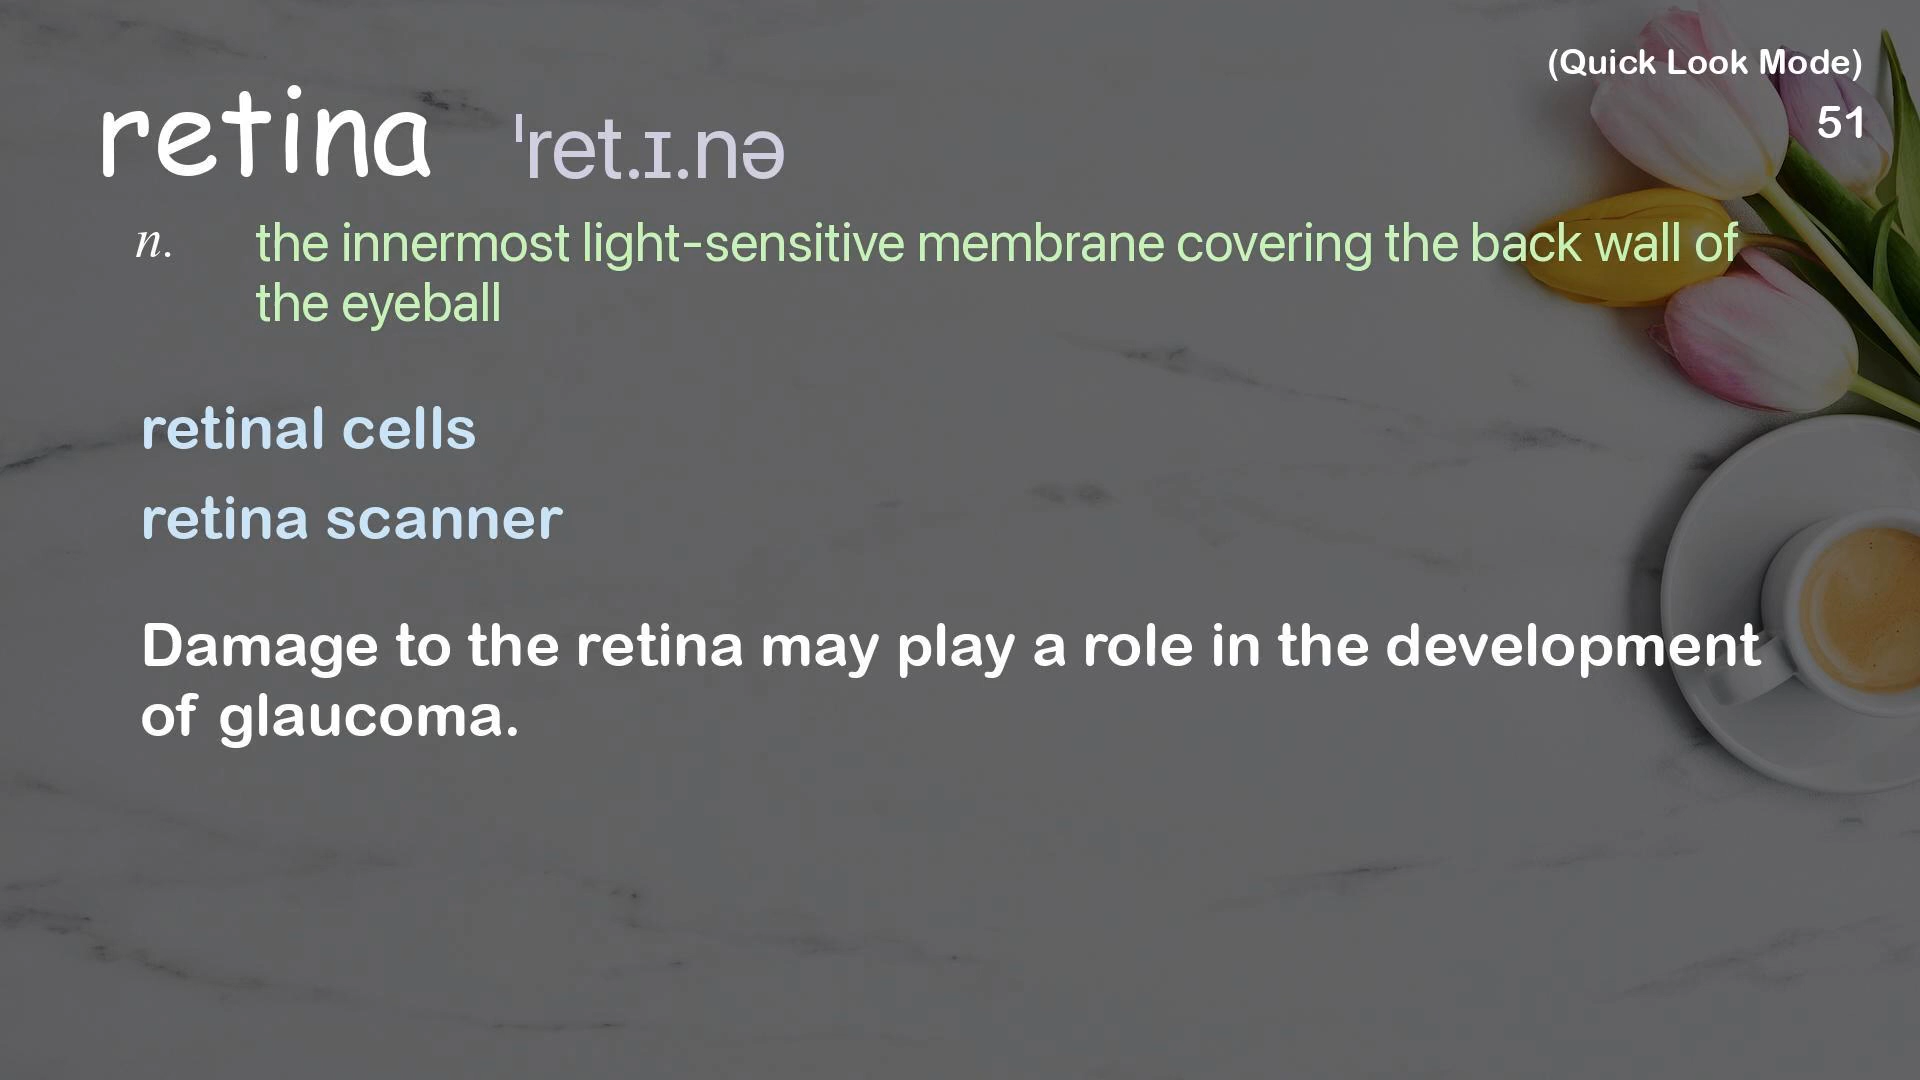 (Quick Look Mode)
51
retina ˈret.ɪ.nə
n. the innermost light-sensitive membrane covering the back wall of
the eyeball
retinal cells
retina scanner
Damage to the retina may play a role in the development
of glaucoma.